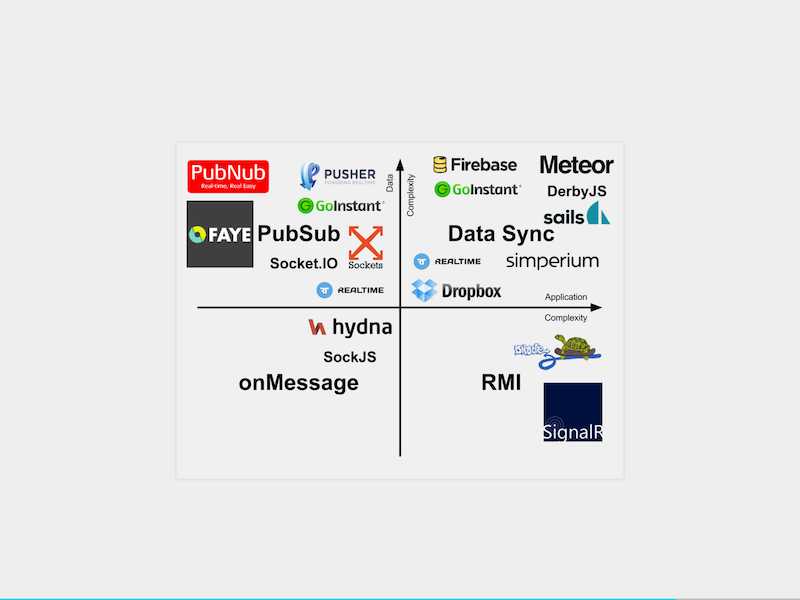 PubNub
Real-time, Real Easy
PUSHER
POWERING REALTIME
GoInstant
FAYE
PubSub
Sockets
Socket.IO
REALTIME
Data
Complexity
Firebase
Meteor
GoInstant
DerbyJS
sails
Data Sync
REALTIME
simperium
Dropbox
Application
Complexity
hydna
SockJS
onMessage
RMI
SignalR